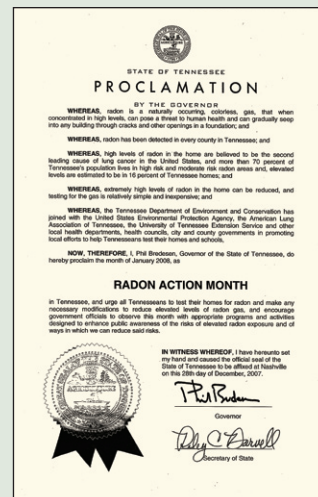 STATE OF TENNESSEE
PROCLAMATION
BY THE GOVERNOR
WHEREAS, radon is a naturally occurring, colorless, gas, that when
concentrated in high levels, can pose a threat to human health and can gradually seep
into any building through cracks and other openings in a foundation; and
WHEREAS, radon has been detected in every county in Tennessee; and
WHEREAS, high levels of radon in the home are believed to be the second
leading cause of lung cancer in the United States, and more than 70 percent of
Tennessee's population lives in high risk and moderate risk radon areas, and elevated
levels are estimated to be in 16 percent of Tennessee homes; and
WHEREAS, extremely high levels of radon in the home can be reduced, and
testing for the gas is relatively simple and inexpensive; and
WHEREAS, the Tennessee Department of Environment and Conservation has
joined with the United States Environmental Protection Agency, the American Lung
Association of Tennessee, the University of Tennessee Extension Service and other
local health departments, health councils, city and county governments in promoting
local efforts to help Tennesseans test their homes and schools,
NOW, THEREFORE, I, Phil Bredesen, Governor of the State of Tennessee, do
hereby proclaim the month of January 2008, as
RADON ACTION MONTH
in Tennessee, and urge all Tennesseans to test their homes for radon and make any
necessary modifications to reduce elevated levels of radon gas, and encourage
government officials to observe this month with appropriate programs and activities
designed to enhance public awareness of the risks of elevated radon exposure and of
ways in which we can reduce said risks.
IN WITNESS WHEREOF, I have hereunto set
my hand and caused the official seal of the
State of Tennessee to be affixed at Nashville
on this 28th day of December, 2007.
Governor
Secretary of State